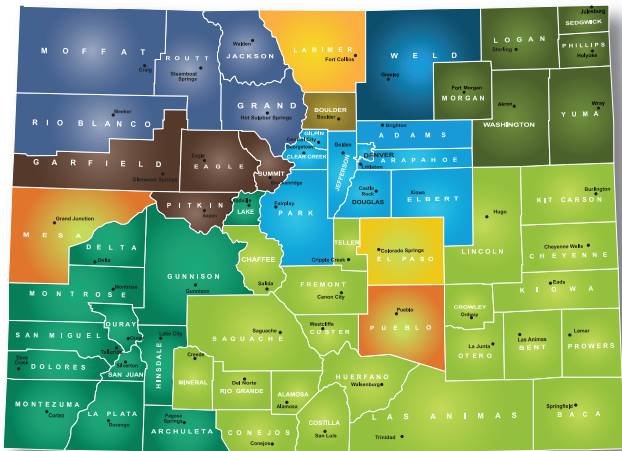 Julesburg
SEDGWICK
MOFFAT
Craig
ROUTT
Steamboat
Springs
Walden
JACKSON
LARIMER
Fort Collins
WELD
Greeley
LOGAN
Sterling
PHILLIPS
Holyoke
Meeker
RIO BLANCO
GRAND
Hot Sulphur Springs
BOULDER
Boulder
Fort Morgan
MORGAN
Akron
WASHINGTON
Wray
YUMA
GARFIELD
Glenwood Springs
Eagle
EAGLE
SUMMIT
Breckenridge
GILPIN
Central City
Georgetown
CLEAR CREEK
Golden
JEFFERSON
Brighton
ADAMS
DENVER
Littleton
ARAPAHOE
PITKIN
Aspen
Leadville
LAKE
Fairplay
PARK
Castle
Rock
DOUGLAS
Kiowa
ELBERT
Hugo
LINCOLN
Burlington
KIT CARSON
MESA
Grand Junction
DELTA
Delta
GUNNISON
Gunnison
CHAFFEE
Salida
TELLER
Cripple Creek
Colorado Springs
EL PASO
Cheyenne Wells
CHEYENNE
MONTROSE
Montrose
FREMONT
Canon City
Eads
KIOWA
OURAY
Ouray
SAN MIGUEL
Telluride
Lake City
HINSDALE
Saguache
SAGUACHE
Westcliffe
CUSTER
Pueblo
PUEBLO
CROWLEY
Ordway
La Junta
OTERO
Las Animas
BENT
Lamar
PROWERS
Dove
Creek
DOLORES
Silverton
SAN JUAN
Creede
MINERAL
Del Norte
RIO GRANDE
ALAMOSA
Alamosa
HUERFANO
Walsenburg
MONTEZUMA
Cortez
LA PLATA
Durango
Pagosa
Springs
ARCHULETA
CONEJOS
Conejos
COSTILLA
San Luis
LAS ANIMAS
Trinidad
Springfield
BACA